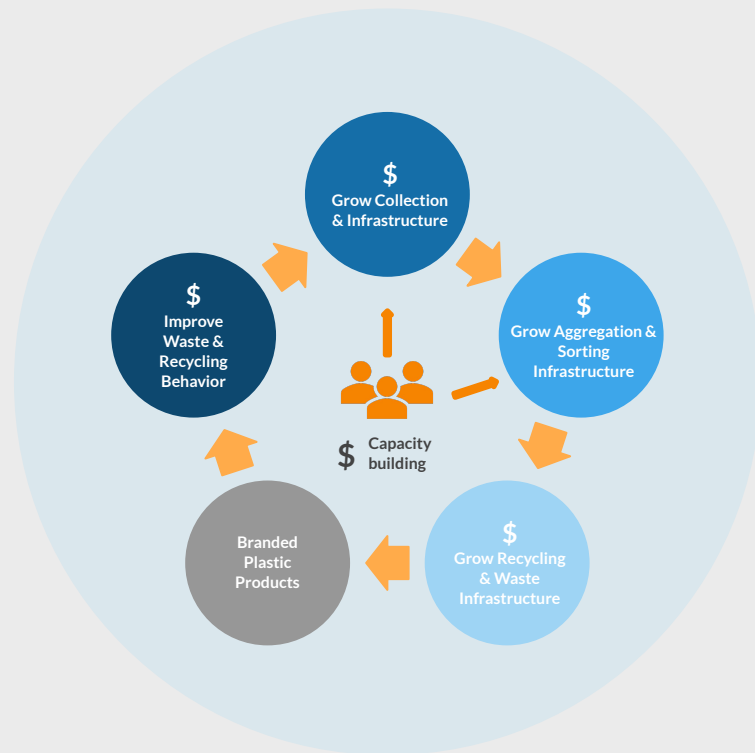 $
Grow Collection
& Infrastructure
$
Grow Aggregation &
Sorting
Infrastructure
$
Grow Recycling
& Waste
Infrastructure
Branded
Plastic
Products
$
Improve
Waste &
Recycling
Behavior
$ Capacity
building